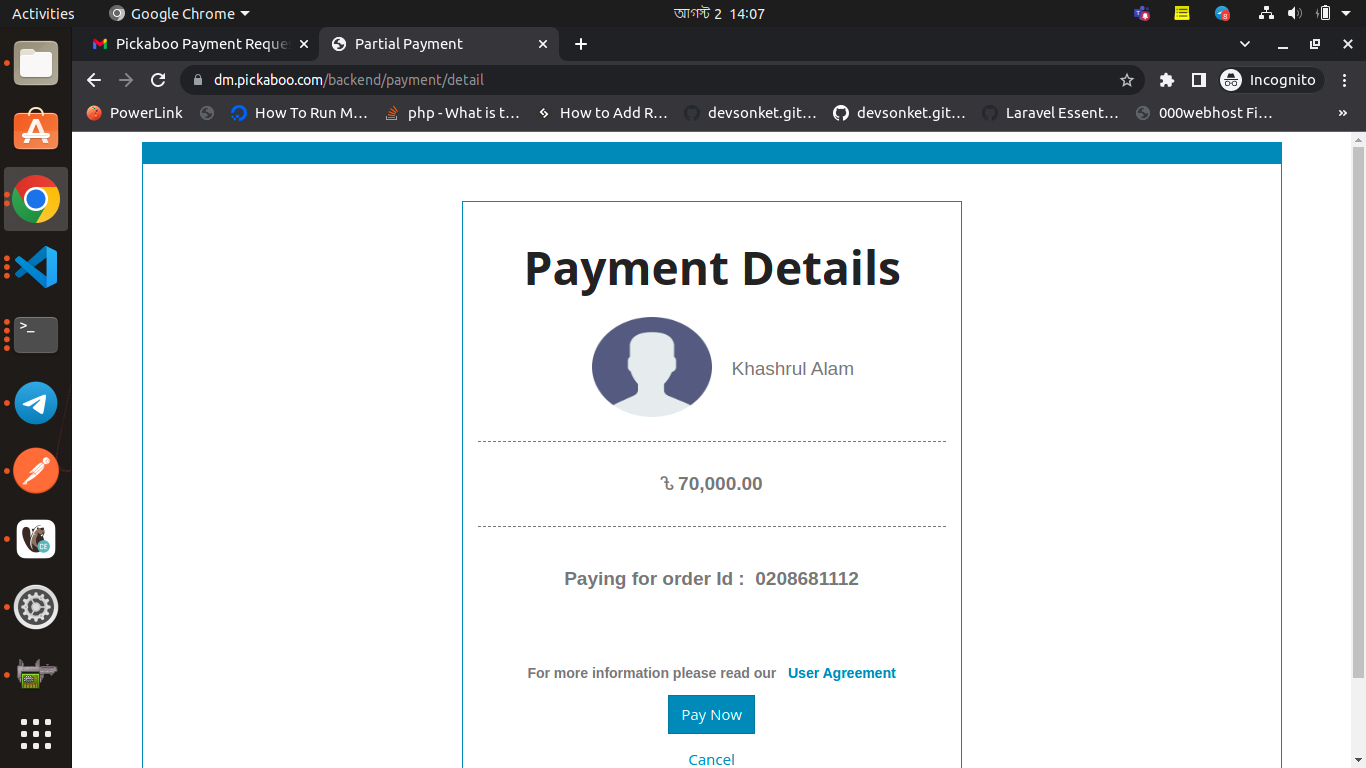 Activities Google Chrome আগস্ট 2 14:07
Pickaboo Payment Reque Partial Payment
dm.pickaboo.com/backend/payment/detail Incognito
PowerLink How To Run M... php - What is t... How to Add R... devsonket.git... devsonket.git... Laravel Essent... 000webhost Fi... »
Payment Details
Khashrul Alam
৳ 70,000.00
Paying for order Id : 0208681112
For more information please read our User Agreement
Pay Now
Cancel